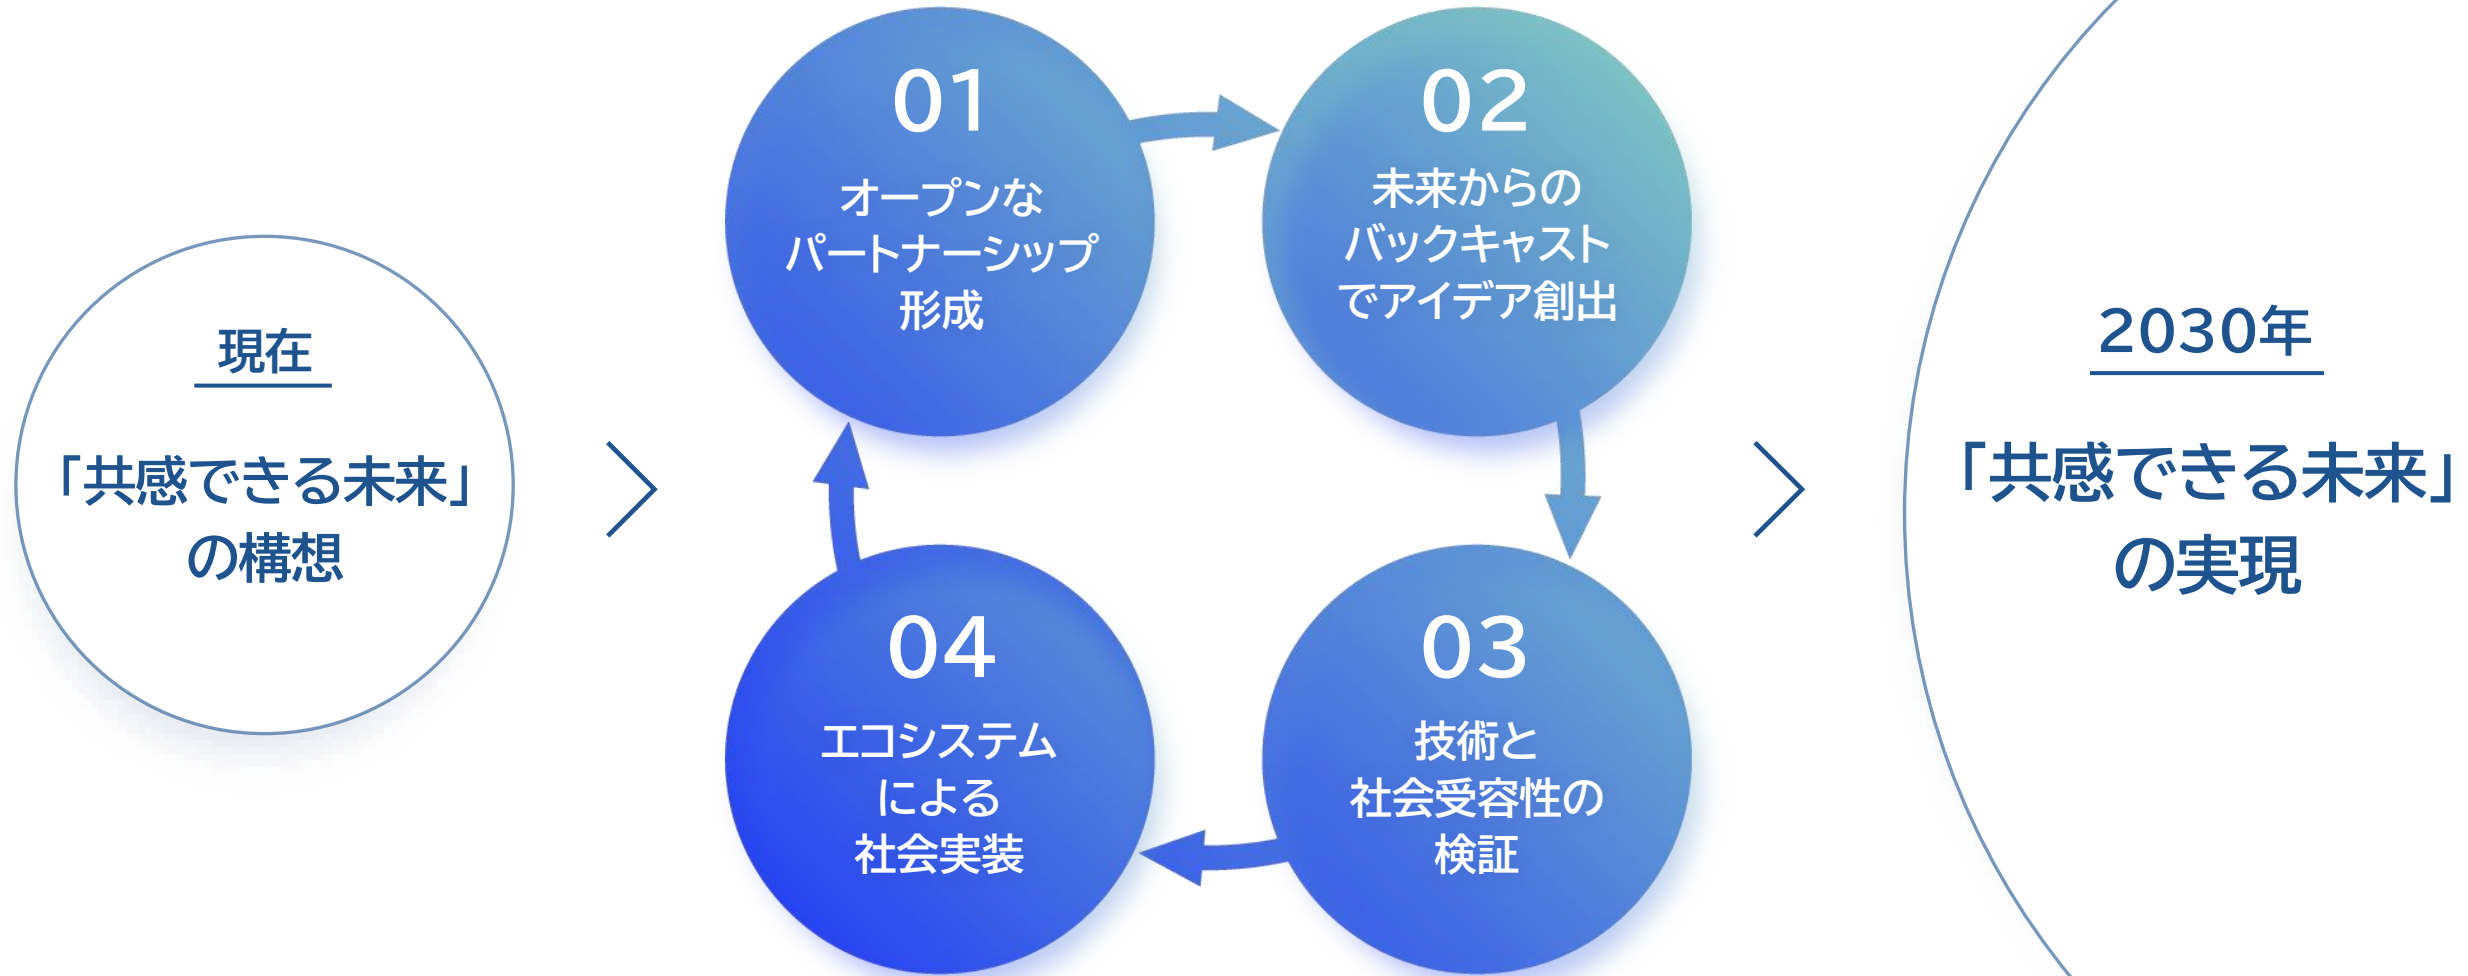 現在
「共感できる未来」
の構想
01
オープンな
パートナーシップ
形成
02
未来からの
バックキャスト
でアイデア創出
03
技術と
社会受容性の
検証
04
エコシステム
による
社会実装
2030年
「共感できる未来」
の実現